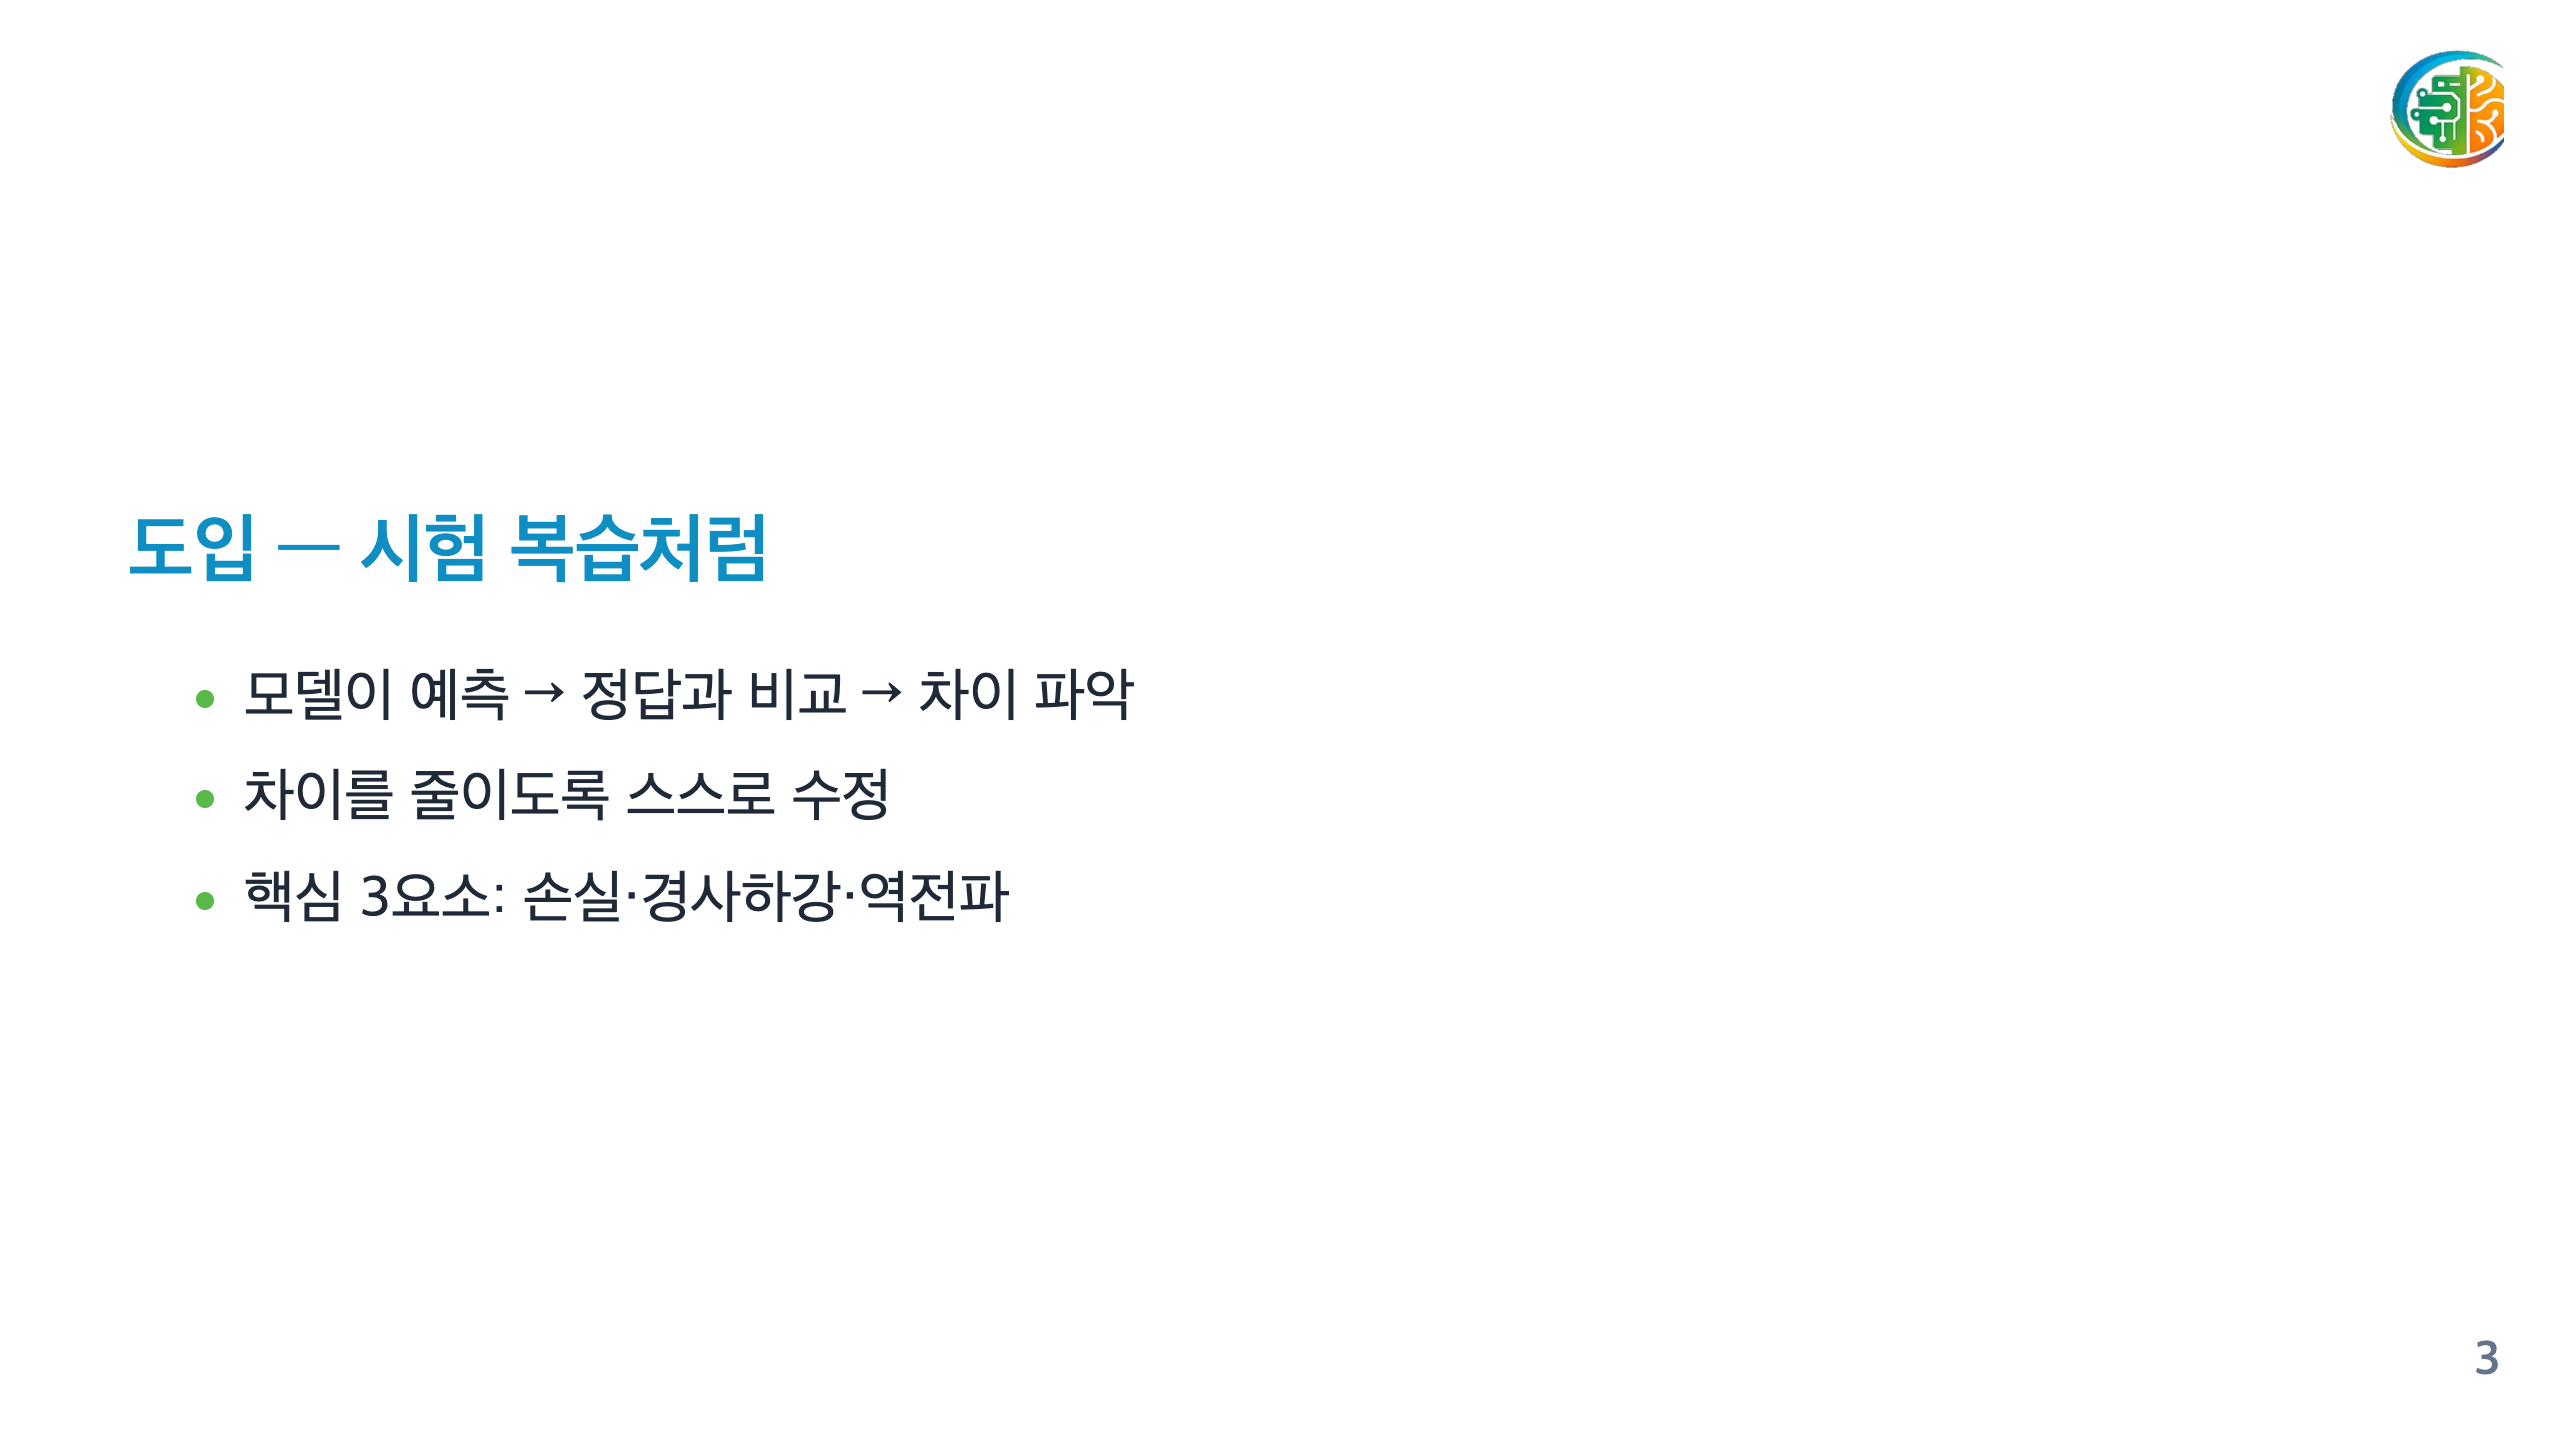 도입 — 시험 복습처럼
• 모델이 예측 → 정답과 비교 → 차이 파악
• 차이를 줄이도록 스스로 수정
• 핵심 3요소: 손실·경사하강·역전파
3